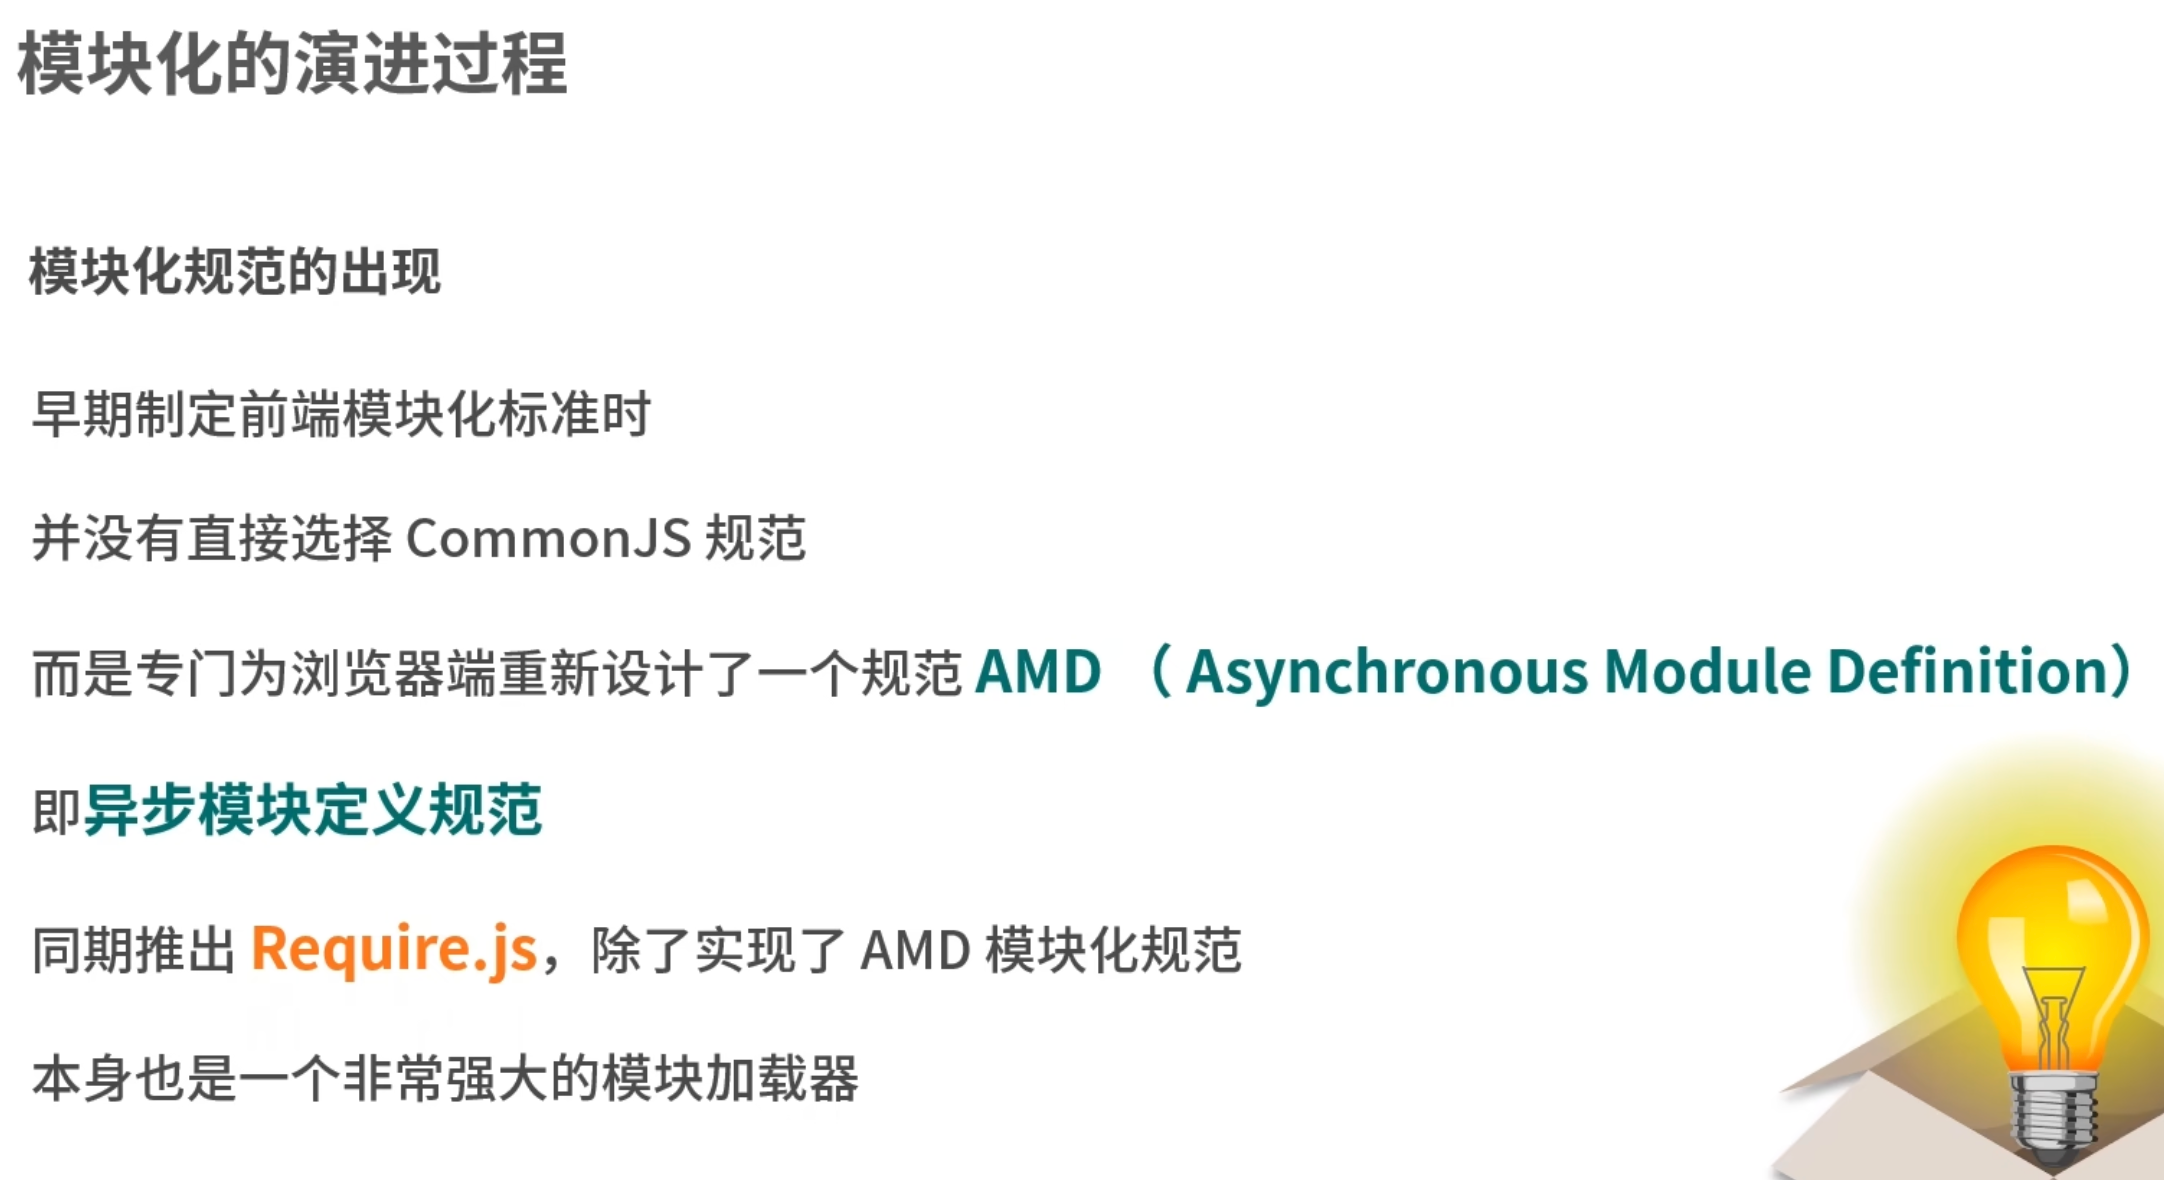 模块化的演进过程
模块化规范的出现
早期制定前端模块化标准时
并没有直接选择 CommonJS 规范
而是专门为浏览器端重新设计了一个规范 AMD （ Asynchronous Module Definition）
即异步模块定义规范
同期推出 Require.js，除了实现了 AMD 模块化规范
本身也是一个非常强大的模块加载器